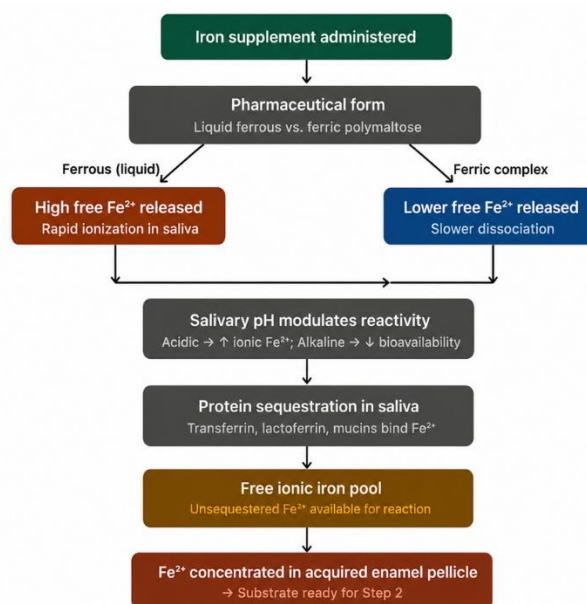 Iron supplement administered
Pharmaceutical form
Liquid ferrous vs. ferric polymaltose
Ferrous (liquid)
Ferric complex
High free Fe²⁺ released
Rapid ionization in saliva
Lower free Fe²⁺ released
Slower dissociation
Salivary pH modulates reactivity
Acidic → ↑ ionic Fe²⁺; Alkaline → ↓ bioavailability
Protein sequestration in saliva
Transferrin, lactoferrin, mucins bind Fe²⁺
Free ionic iron pool
Unsequestered Fe²⁺ available for reaction
Fe²⁺ concentrated in acquired enamel pellicle
→ Substrate ready for Step 2